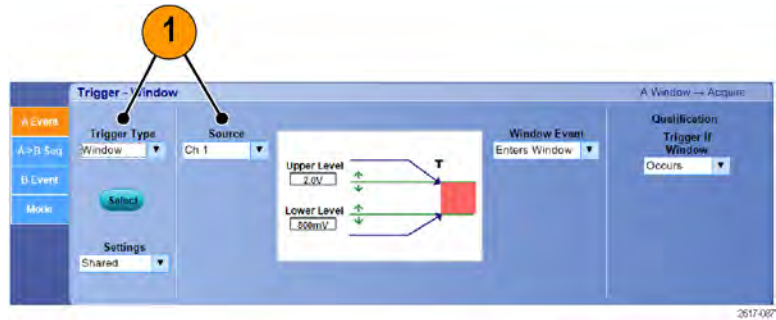 1
Trigger - Window
A Window → Acquire
A Event
A->B Seq
B Event
Mode
Trigger Type
Window
Select
Settings
Shared
Source
Ch 1
Upper Level
2.0V
Lower Level
800mV
T
Window Event
Enters Window
Qualification
Trigger if
Window
Occurs
2617-087